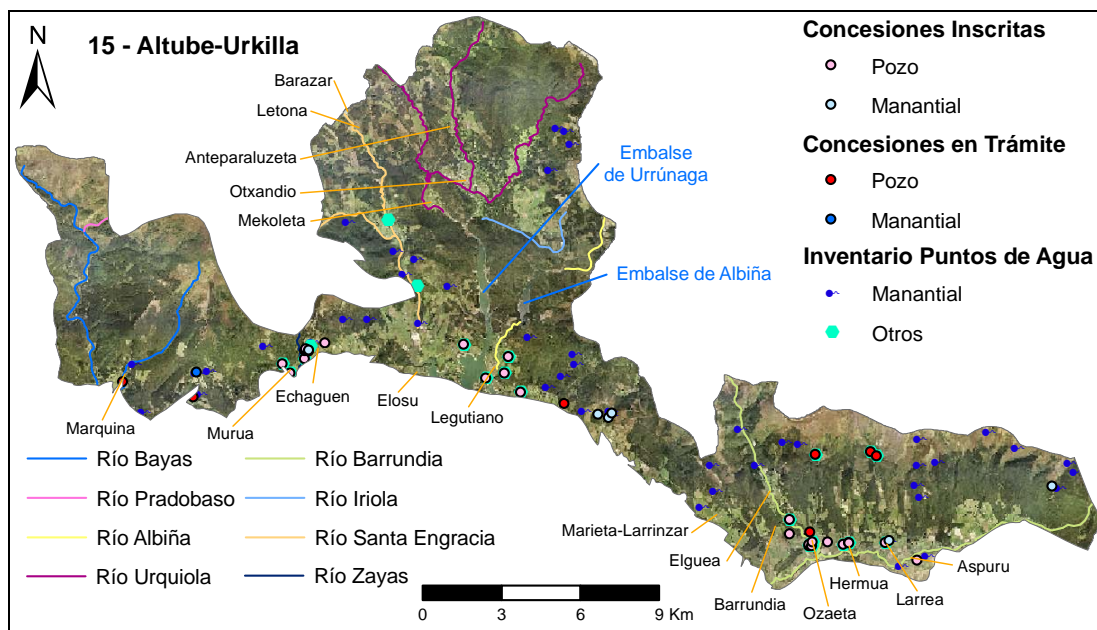 N
15 - Altube-Urkilla
Barazar
Letona
Anteparaluzeta
Otxandio
Mekoleta
Embalse
de Urrúnaga
Embalse de Albiña
Concesiones Inscritas
Pozo
Manantial
Concesiones en Trámite
Pozo
Manantial
Inventario Puntos de Agua
Manantial
Otros
Marquina
Murua
Echaguen
Elosu
Legutiano
Marieta-Larrinzar
Elguea
Barrundia
Ozaeta
Hermua
Larrea
Aspuru
Río Bayas
Río Barrundia
Río Pradobaso
Río Iriola
Río Albiña
Río Santa Engracia
Río Urquiola
Río Zayas
0 3 6 9 Km